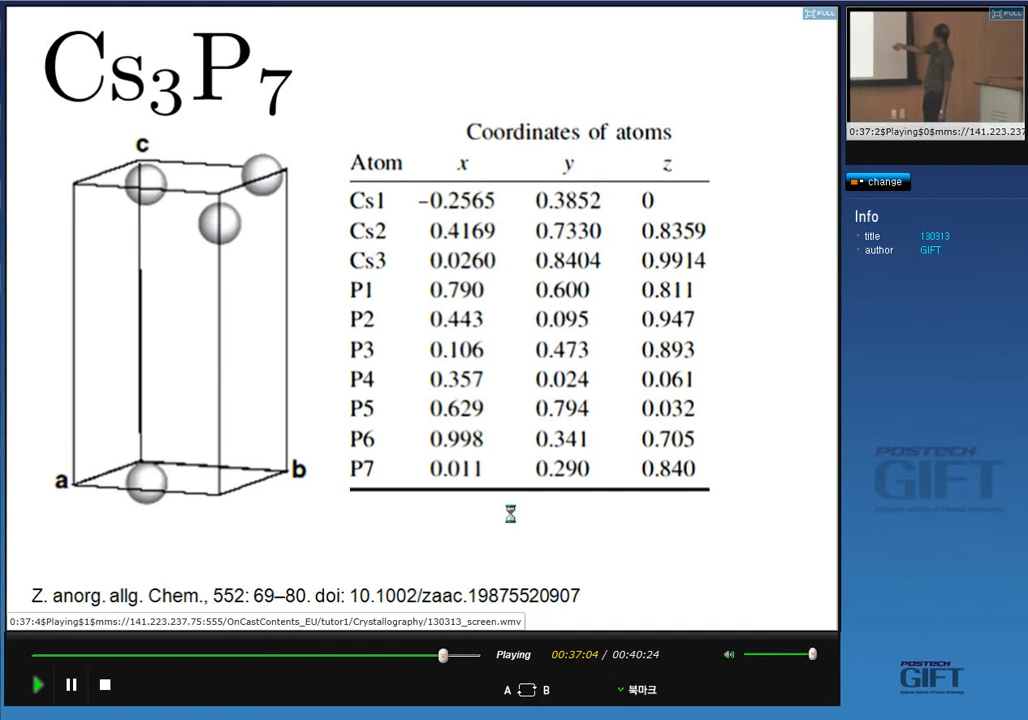 Cs3P7
c
a
b
Coordinates of atoms
Atom x y z
Cs1 −0.2565 0.3852 0
Cs2 0.4169 0.7330 0.8359
Cs3 0.0260 0.8404 0.9914
P1 0.790 0.600 0.811
P2 0.443 0.095 0.947
P3 0.106 0.473 0.893
P4 0.357 0.024 0.061
P5 0.629 0.794 0.032
P6 0.998 0.341 0.705
P7 0.011 0.290 0.840
Z. anorg. allg. Chem., 552: 69–80. doi: 10.1002/zaac.19875520907
0:37:4$Playing$1$mms://141.223.237.75:555/OnCastContents_EU/tutor1/Crystallography/130313_screen.wmv
Playing 00:37:04 / 00:40:24
A B 북마크
FULL
FULL
0:37:2$Playing$0$mms://141.223.237
change
Info
title 130313
author GIFT
POSTECH
GIFT
POSTECH
GIFT